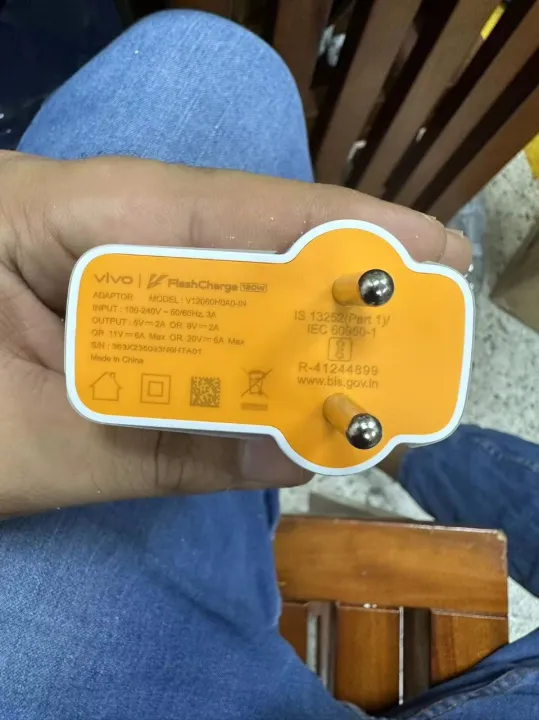 vivo | FlashCharge 120W
ADAPTOR MODEL: V12060H0A0-IN
INPUT : 100-240V ~ 50/60Hz, 3A
OUTPUT : 5V⎓2A OR 9V⎓2A
OR 11V⎓6A Max OR 20V⎓6A Max
S/N :
Made in China
IS 13252(Part 1)/
IEC 60950-1
R-41244899
www.bis.gov.in